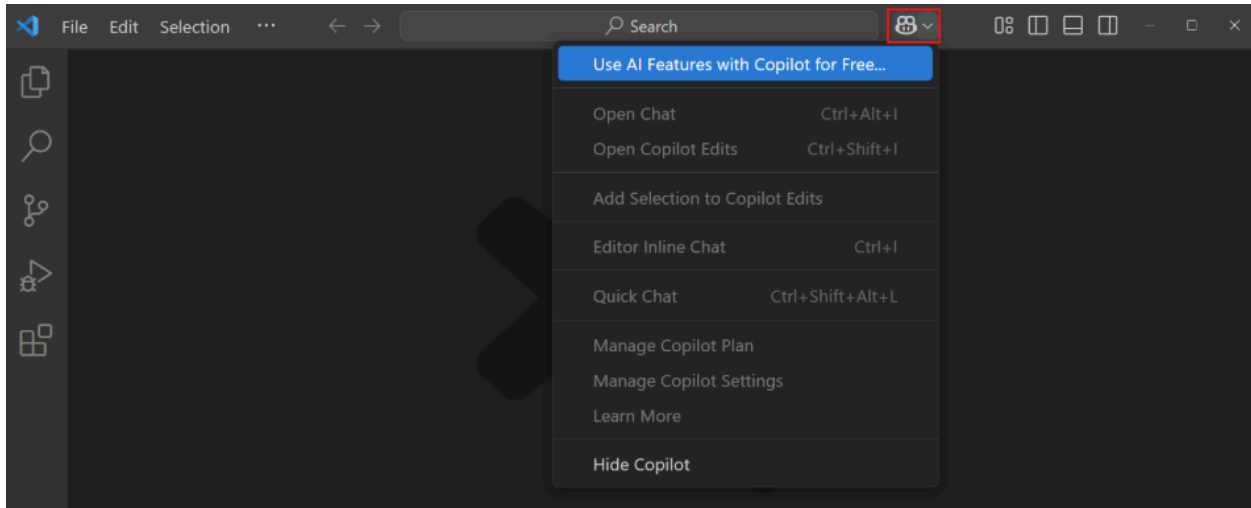 File Edit Selection ··· Search
Use AI Features with Copilot for Free...
Open Chat Ctrl+Alt+I
Open Copilot Edits Ctrl+Shift+I
Add Selection to Copilot Edits
Editor Inline Chat Ctrl+I
Quick Chat Ctrl+Shift+Alt+L
Manage Copilot Plan
Manage Copilot Settings
Learn More
Hide Copilot